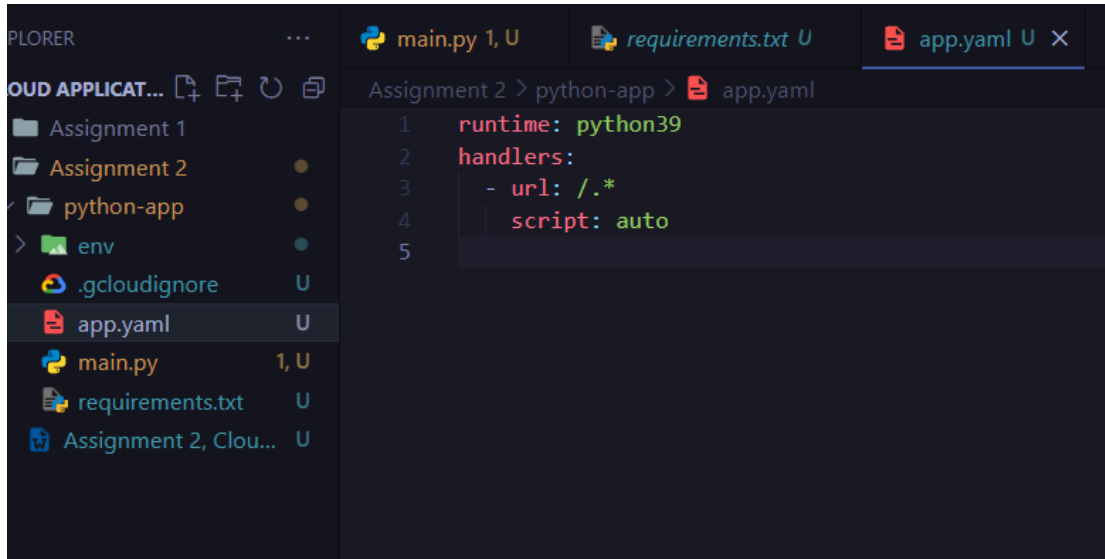 PLORER ...
OUD APPLICAT...
Assignment 1
Assignment 2
python-app
env
.gcloudignore U
app.yaml U
main.py 1, U
requirements.txt U
Assignment 2, Clou... U
main.py 1, U requirements.txt U app.yaml U
Assignment 2 > python-app > app.yaml
1 runtime: python39
2 handlers:
3 - url: /.*
4 script: auto
5